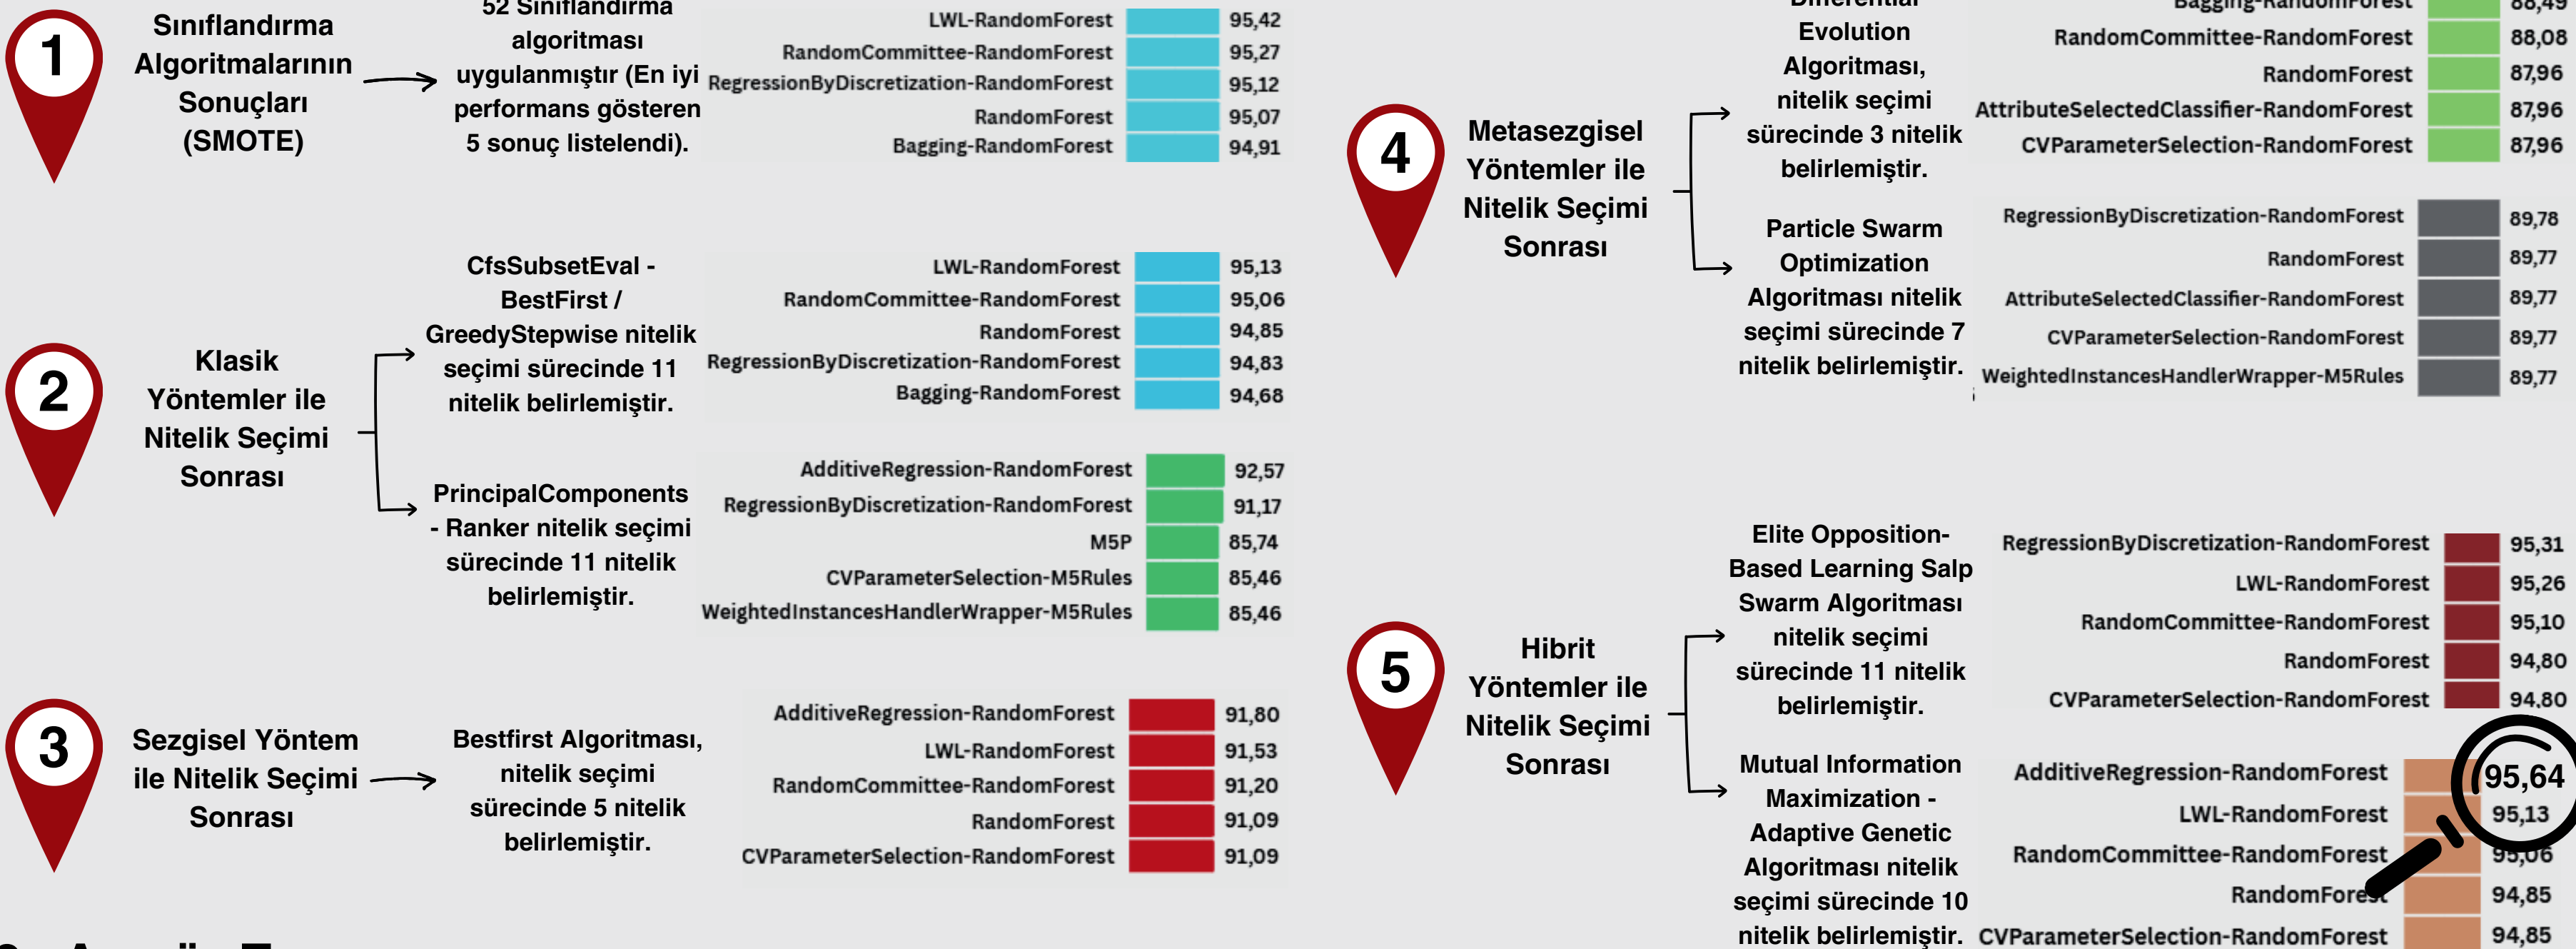 1
Sınıflandırma
Algoritmalarının
Sonuçları
(SMOTE)
52 Sınıflandırma
algoritması
uygulanmıştır (En iyi
performans gösteren
5 sonuç listelendi).
LWL-RandomForest 95,42
RandomCommittee-RandomForest 95,27
RegressionByDiscretization-RandomForest 95,12
RandomForest 95,07
Bagging-RandomForest 94,91
2
Klasik
Yöntemler ile
Nitelik Seçimi
Sonrası
CfsSubsetEval -
BestFirst /
GreedyStepwise nitelik
seçimi sürecinde 11
nitelik belirlemiştir.
LWL-RandomForest 95,13
RandomCommittee-RandomForest 95,06
RandomForest 94,85
RegressionByDiscretization-RandomForest 94,83
Bagging-RandomForest 94,68
PrincipalComponents
- Ranker nitelik seçimi
sürecinde 11 nitelik
belirlemiştir.
AdditiveRegression-RandomForest 92,57
RegressionByDiscretization-RandomForest 91,17
M5P 85,74
CVParameterSelection-M5Rules 85,46
WeightedInstancesHandlerWrapper-M5Rules 85,46
3
Sezgisel Yöntem
ile Nitelik Seçimi
Sonrası
Bestfirst Algoritması,
nitelik seçimi
sürecinde 5 nitelik
belirlemiştir.
AdditiveRegression-RandomForest 91,80
LWL-RandomForest 91,53
RandomCommittee-RandomForest 91,20
RandomForest 91,09
CVParameterSelection-RandomForest 91,09
4
Metasezgisel
Yöntemler ile
Nitelik Seçimi
Sonrası
Differential
Evolution
Algoritması,
nitelik seçimi
sürecinde 3 nitelik
belirlemiştir.
Bagging-RandomForest 88,49
RandomCommittee-RandomForest 88,08
RandomForest 87,96
AttributeSelectedClassifier-RandomForest 87,96
CVParameterSelection-RandomForest 87,96
Particle Swarm
Optimization
Algoritması nitelik
seçimi sürecinde 7
nitelik belirlemiştir.
RegressionByDiscretization-RandomForest 89,78
RandomForest 89,77
AttributeSelectedClassifier-RandomForest 89,77
CVParameterSelection-RandomForest 89,77
WeightedInstancesHandlerWrapper-M5Rules 89,77
5
Hibrit
Yöntemler ile
Nitelik Seçimi
Sonrası
Elite Opposition-
Based Learning Salp
Swarm Algoritması
nitelik seçimi
sürecinde 11 nitelik
belirlemiştir.
RegressionByDiscretization-RandomForest 95,31
LWL-RandomForest 95,26
RandomCommittee-RandomForest 95,10
RandomForest 94,80
CVParameterSelection-RandomForest 94,80
Mutual Information
Maximization -
Adaptive Genetic
Algoritması nitelik
seçimi sürecinde 10
nitelik belirlemiştir.
AdditiveRegression-RandomForest 95,64
LWL-RandomForest 95,13
RandomCommittee-RandomForest 95,06
RandomForest 94,85
CVParameterSelection-RandomForest 94,85